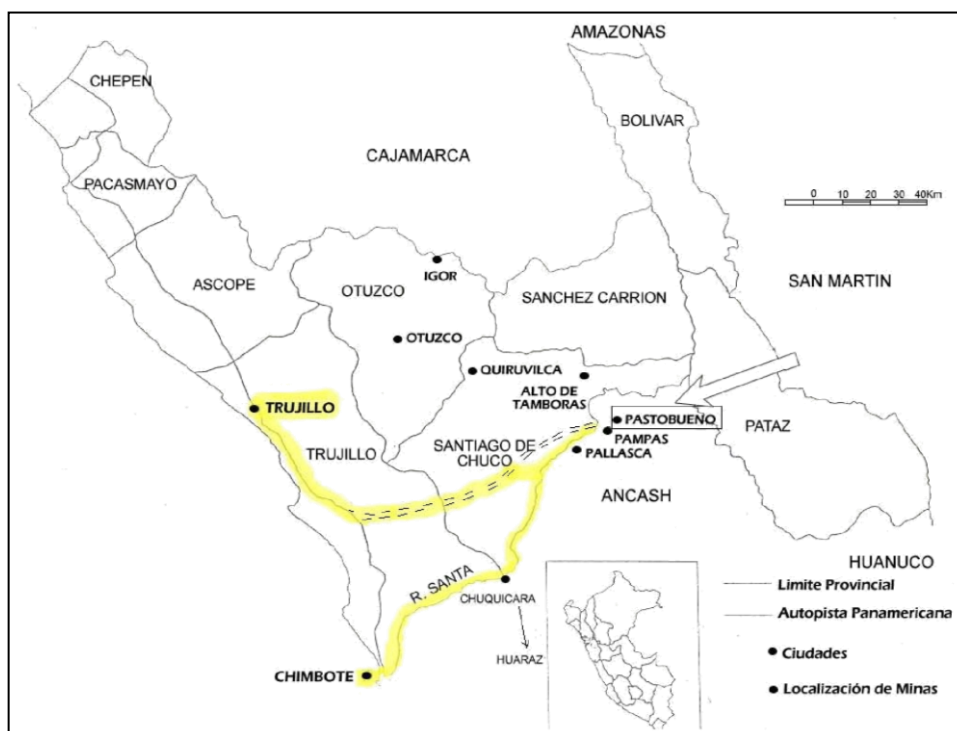 AMAZONAS
CHEPEN
BOLIVAR
CAJAMARCA
PACASMAYO
0 10 20 30 40Km
IGOR
ASCOPE
OTUZCO
SANCHEZ CARRION
SAN MARTIN
OTUZCO
QUIRUVILCA
ALTO DE
TAMBORAS
TRUJILLO
PASTOBUENO
PAMPAS
PATAZ
TRUJILLO
SANTIAGO DE
CHUCO
PALLASCA
ANCASH
HUANUCO
R. SANTA
CHUQUICARA
HUARAZ
CHIMBOTE
Limite Provincial
Autopista Panamericana
Ciudades
Localización de Minas